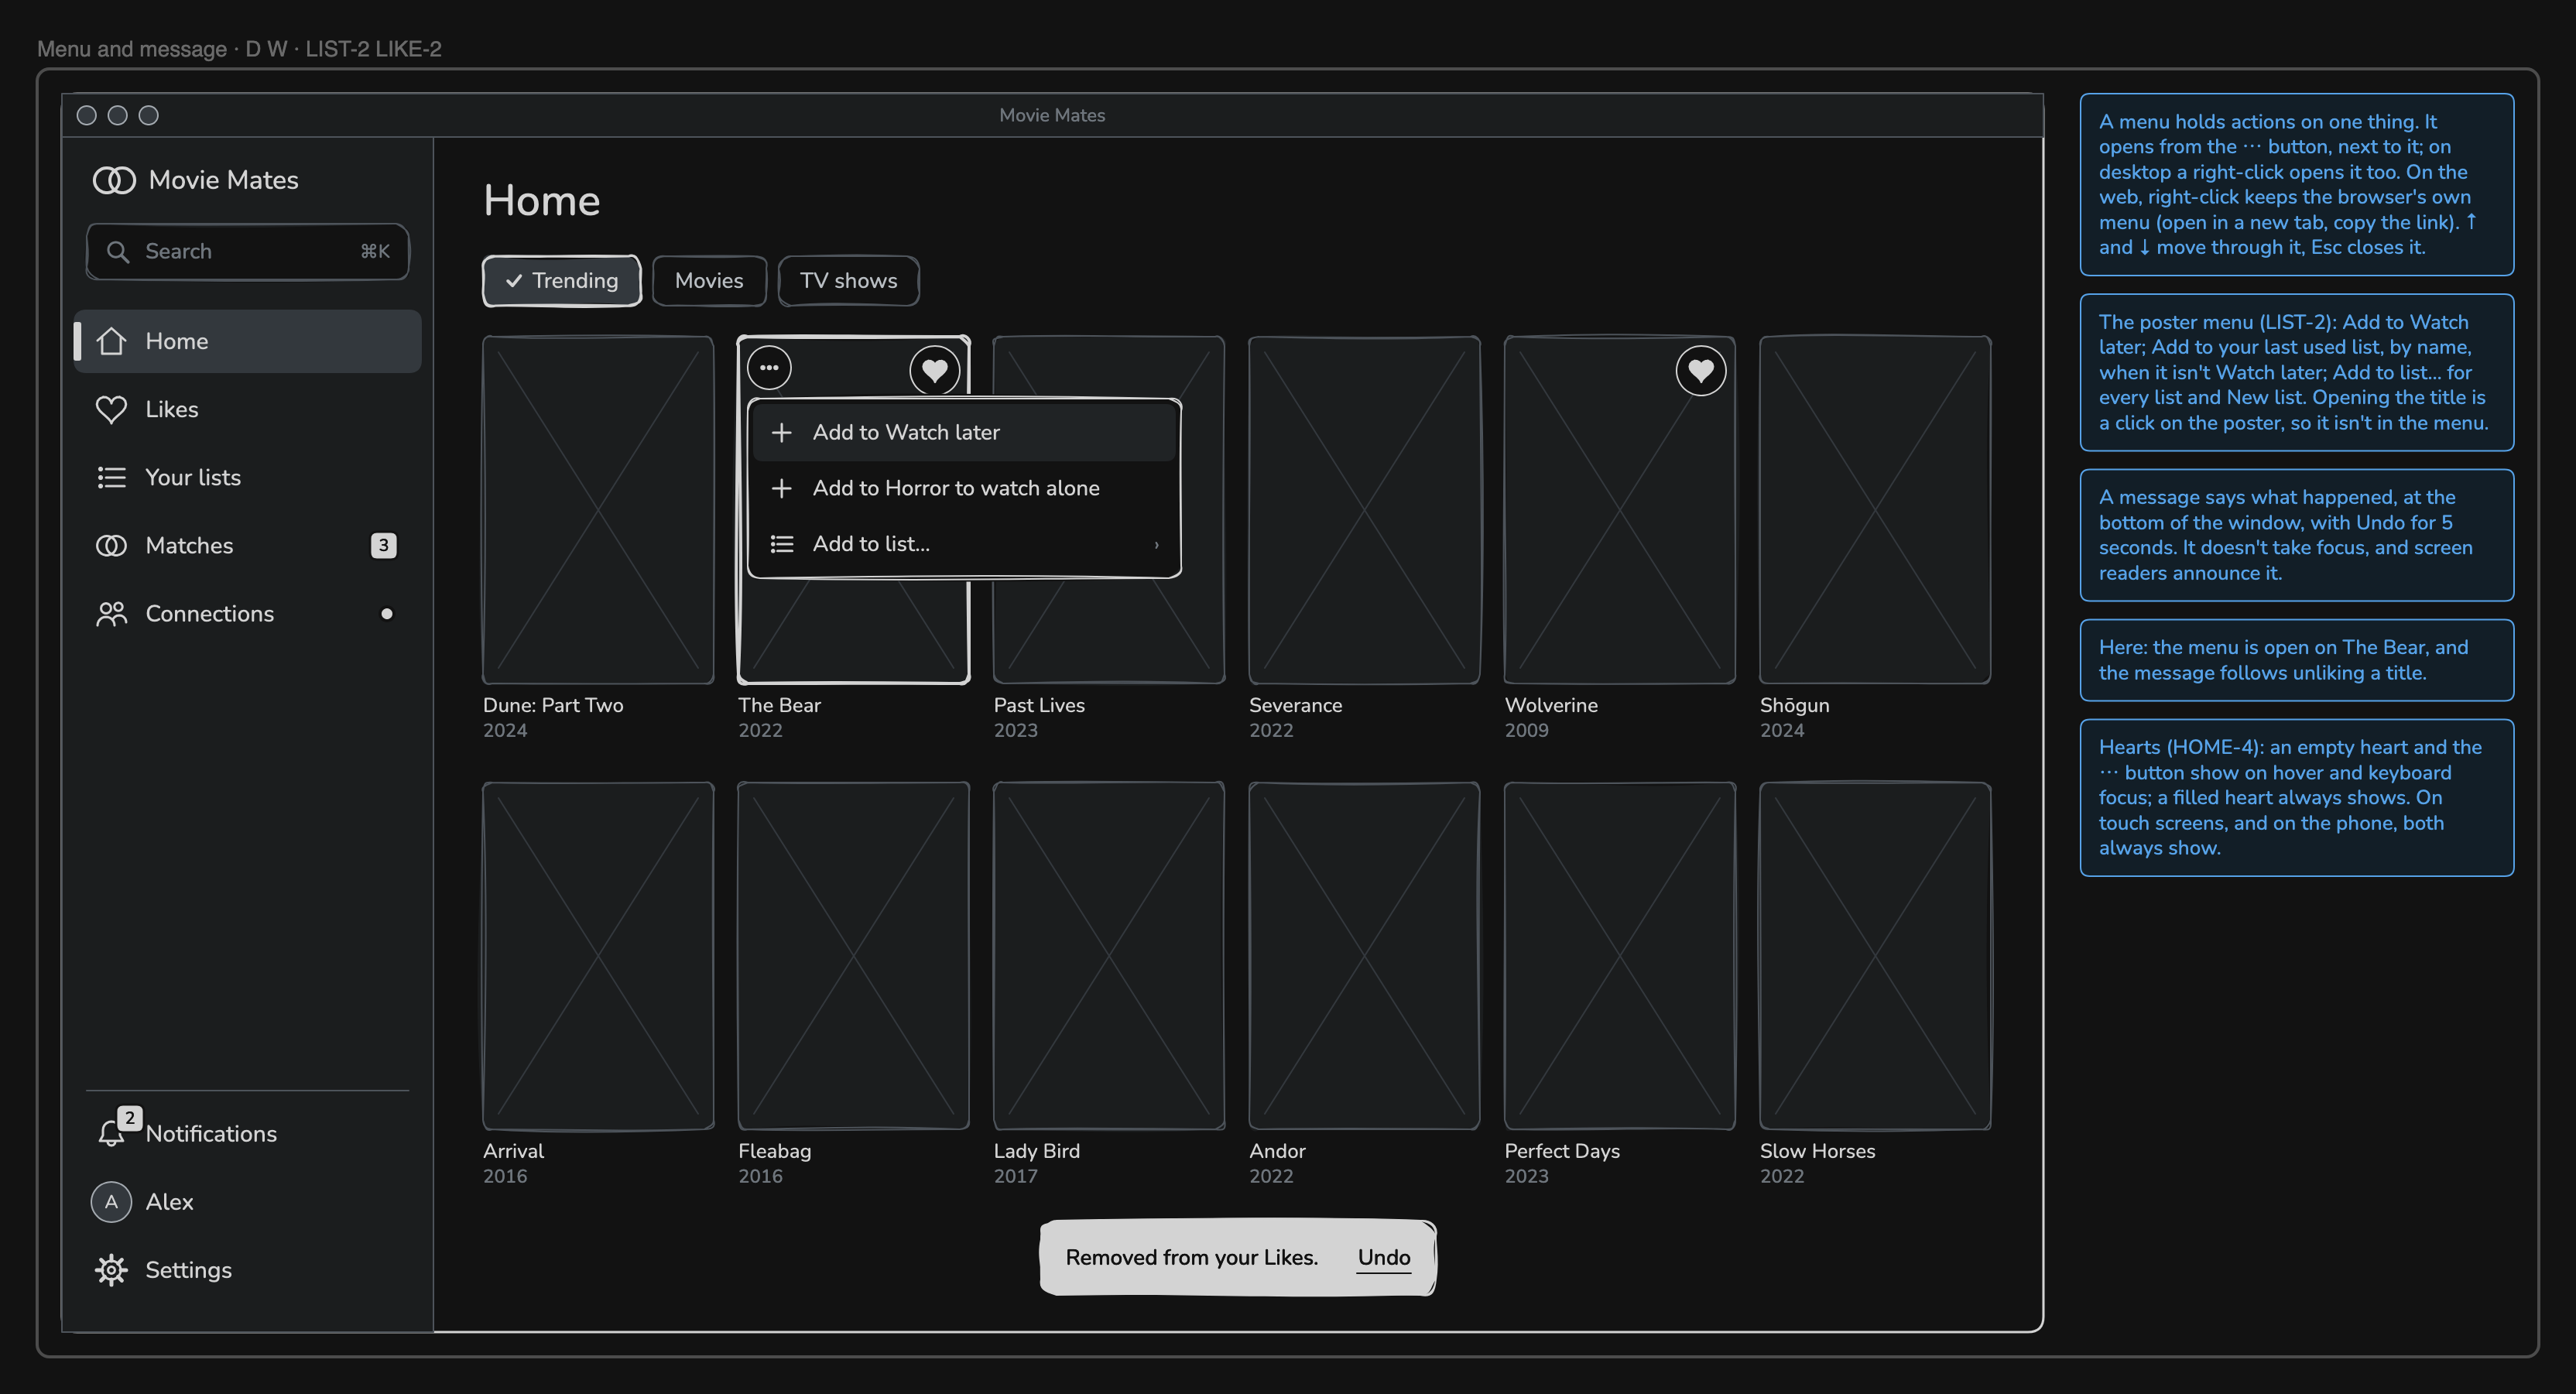 Menu and message · D W · LIST-2 LIKE-2
Movie Mates
Movie Mates
Search ⌘K
Home
Likes
Your lists
Matches 3
Connections
2
Notifications
A Alex
Settings
Home
✓ Trending Movies TV shows
Add to Watch later
Add to Horror to watch alone
Add to list... ›
Dune: Part Two
2024
The Bear
2022
Past Lives
2023
Severance
2022
Wolverine
2009
Shōgun
2024
Arrival
2016
Fleabag
2016
Lady Bird
2017
Andor
2022
Perfect Days
2023
Slow Horses
2022
Removed from your Likes. Undo
A menu holds actions on one thing. It
opens from the ··· button, next to it; on
desktop a right-click opens it too. On the
web, right-click keeps the browser's own
menu (open in a new tab, copy the link). ↑
and ↓ move through it, Esc closes it.
The poster menu (LIST-2): Add to Watch
later; Add to your last used list, by name,
when it isn't Watch later; Add to list... for
every list and New list. Opening the title is
a click on the poster, so it isn't in the menu.
A message says what happened, at the
bottom of the window, with Undo for 5
seconds. It doesn't take focus, and screen
readers announce it.
Here: the menu is open on The Bear, and
the message follows unliking a title.
Hearts (HOME-4): an empty heart and the
··· button show on hover and keyboard
focus; a filled heart always shows. On
touch screens, and on the phone, both
always show.